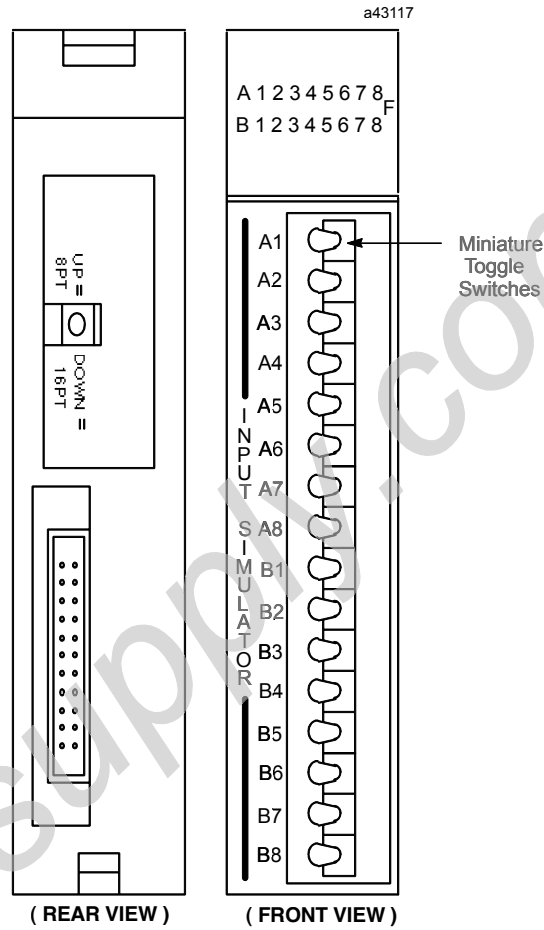 a43117
A 1 2 3 4 5 6 7 8
F
B 1 2 3 4 5 6 7 8
UP =
8PT
DOWN =
16PT
INPUT SIMULATOR
A1
A2
A3
A4
A5
A6
A7
A8
B1
B2
B3
B4
B5
B6
B7
B8
Miniature
Toggle
Switches
( REAR VIEW )
( FRONT VIEW )
supply.co